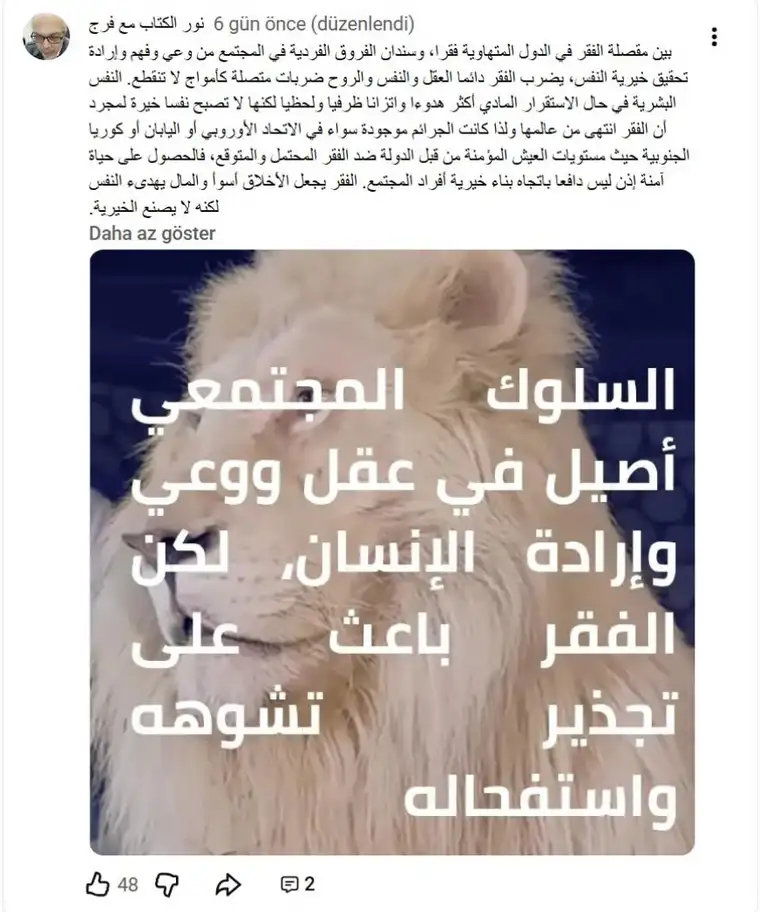 نور الكتاب مع فرج 6 gün önce (düzenlendi)
بين مقصلة الفقر في الدول المتهاوية فقرا، وسندان الفروق الفردية في المجتمع من وعي وفهم وإرادة
تحقيق خيرية النفس، يضرب الفقر دائما العقل والنفس والروح ضربات متصلة كأمواج لا تنقطع. النفس
البشرية في حال الاستقرار المادي أكثر هدوءا واتزانا ظرفيا ولحظيا لكنها لا تصبح نفسا خيرة لمجرد
أن الفقر انتهى من عالمها ولذا كانت الجرائم موجودة سواء في الاتحاد الأوروبي أو اليابان أو كوريا
الجنوبية حيث مستويات العيش المؤمنة من قبل الدولة ضد الفقر المحتمل والمتوقع، فالحصول على حياة
آمنة إذن ليس دافعا باتجاه بناء خيرية أفراد المجتمع. الفقر يجعل الأخلاق أسوأ والمال يهدىء النفس
لكنه لا يصنع الخيرية.
Daha az göster
السلوك المجتمعي
أصيل في عقل ووعي
وإرادة الإنسان، لكن
الفقر باعث على
تجذير تشوهه
واستفحاله
48
2